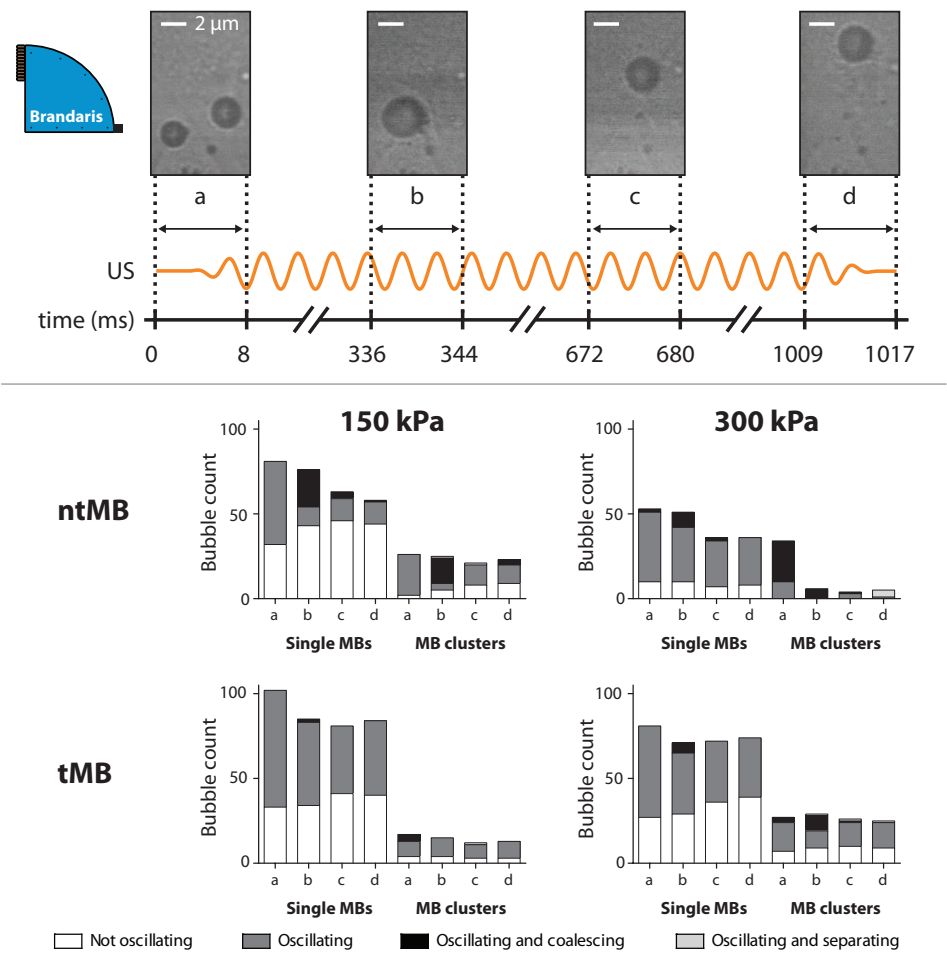 2 µm
Brandaris
a b c d
US
time (ms)
0 8 336 344 672 680 1009 1017
150 kPa 300 kPa
ntMB
Bubble count
100
50
0
a b c d a b c d
Single MBs MB clusters
Bubble count
100
50
0
a b c d a b c d
Single MBs MB clusters
tMB
Bubble count
100
50
0
a b c d a b c d
Single MBs MB clusters
Bubble count
100
50
0
a b c d a b c d
Single MBs MB clusters
Not oscillating Oscillating Oscillating and coalescing Oscillating and separating